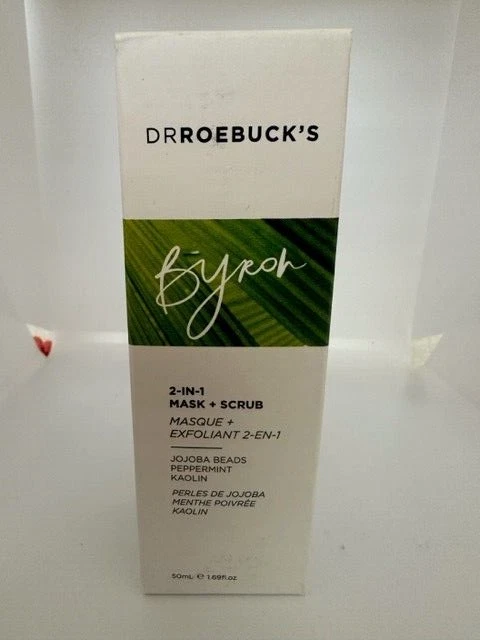 DRROEBUCK'S
Byron
2-IN-1
MASK + SCRUB
MASQUE +
EXFOLIANT 2-EN-1
JOJOBA BEADS
PEPPERMINT
KAOLIN
PERLES DE JOJOBA
MENTHE POIVRÉE
KAOLIN
50mL ℮ 1.69fl.oz